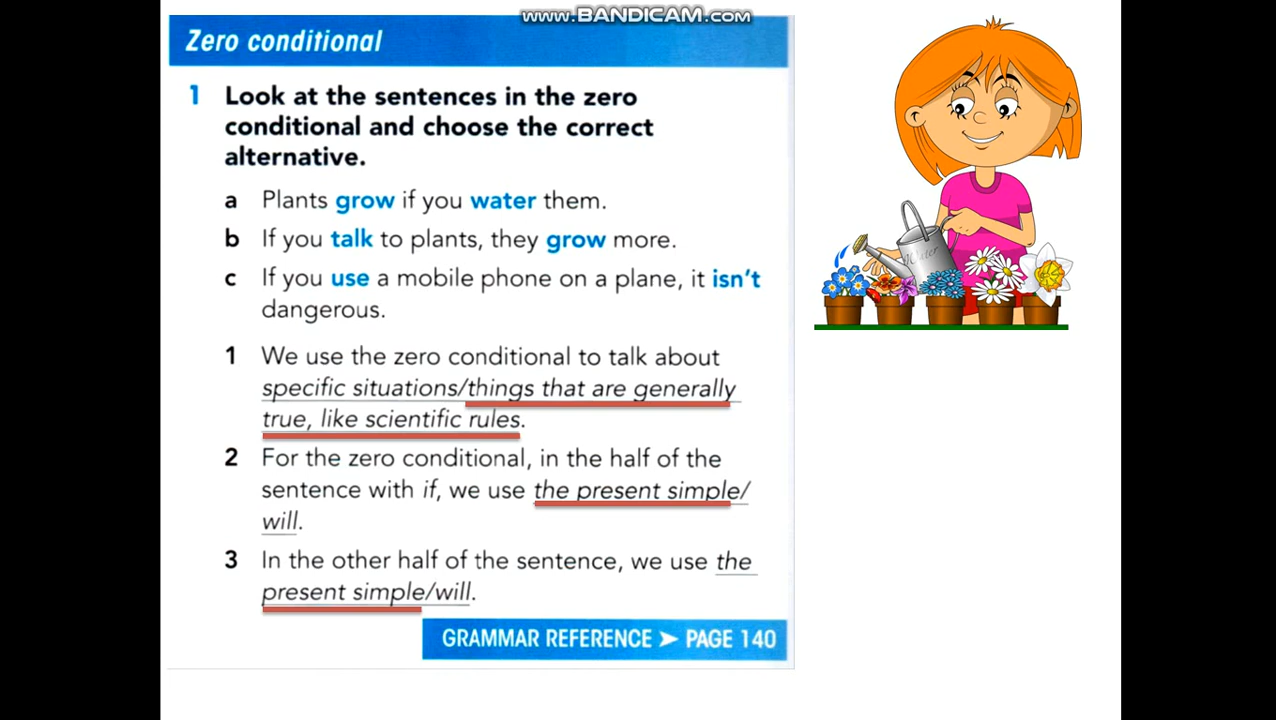 www.BANDICAM.com
Zero conditional
1 Look at the sentences in the zero
conditional and choose the correct
alternative.
a Plants grow if you water them.
b If you talk to plants, they grow more.
c If you use a mobile phone on a plane, it isn't
dangerous.
1 We use the zero conditional to talk about
specific situations/things that are generally
true, like scientific rules.
2 For the zero conditional, in the half of the
sentence with if, we use the present simple/
will.
3 In the other half of the sentence, we use the
present simple/will.
GRAMMAR REFERENCE ➤ PAGE 140
Water